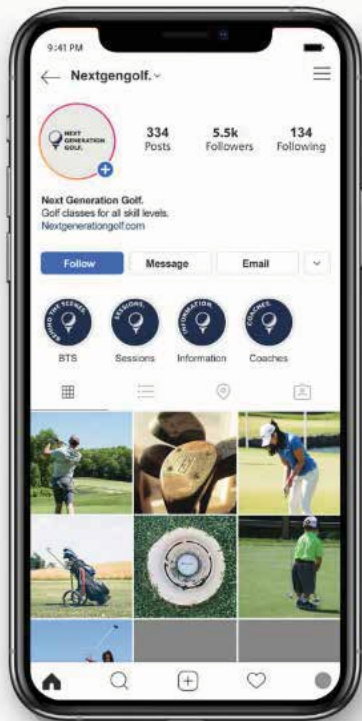 9:41 PM
Nextgengolf.
NEXT
GENERATION
GOLF.
334
Posts
5.5k
Followers
134
Following
Next Generation Golf.
Golf classes for all skill levels.
Nextgenerationgolf.com
Follow
Message
Email
BEHIND THE SCENES.
SESSIONS.
INFORMATION.
COACHES.
BTS
Sessions
Information
Coaches